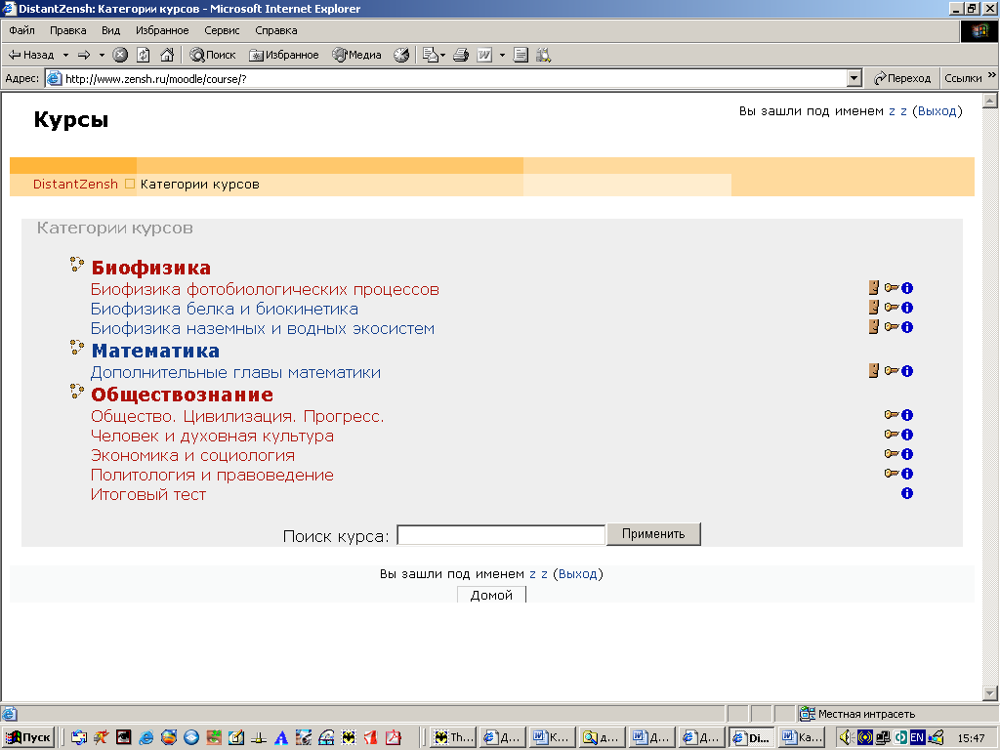 DistantZensh: Категории курсов - Microsoft Internet Explorer
Файл Правка Вид Избранное Сервис Справка
Назад Поиск Избранное Медиа
Адрес: http://www.zensh.ru/moodle/course/? Переход Ссылки »
Курсы
Вы зашли под именем z z (Выход)
DistantZensh □ Категории курсов
Категории курсов
Биофизика
Биофизика фотобиологических процессов
Биофизика белка и биокинетика
Биофизика наземных и водных экосистем
Математика
Дополнительные главы математики
Обществознание
Общество. Цивилизация. Прогресс.
Человек и духовная культура
Экономика и социология
Политология и правоведение
Итоговый тест
Поиск курса: Применить
Вы зашли под именем z z (Выход)
Домой
Местная интрасеть
Пуск Th... Д... К... д... Д... Д... Di... Ка... EN 15:47